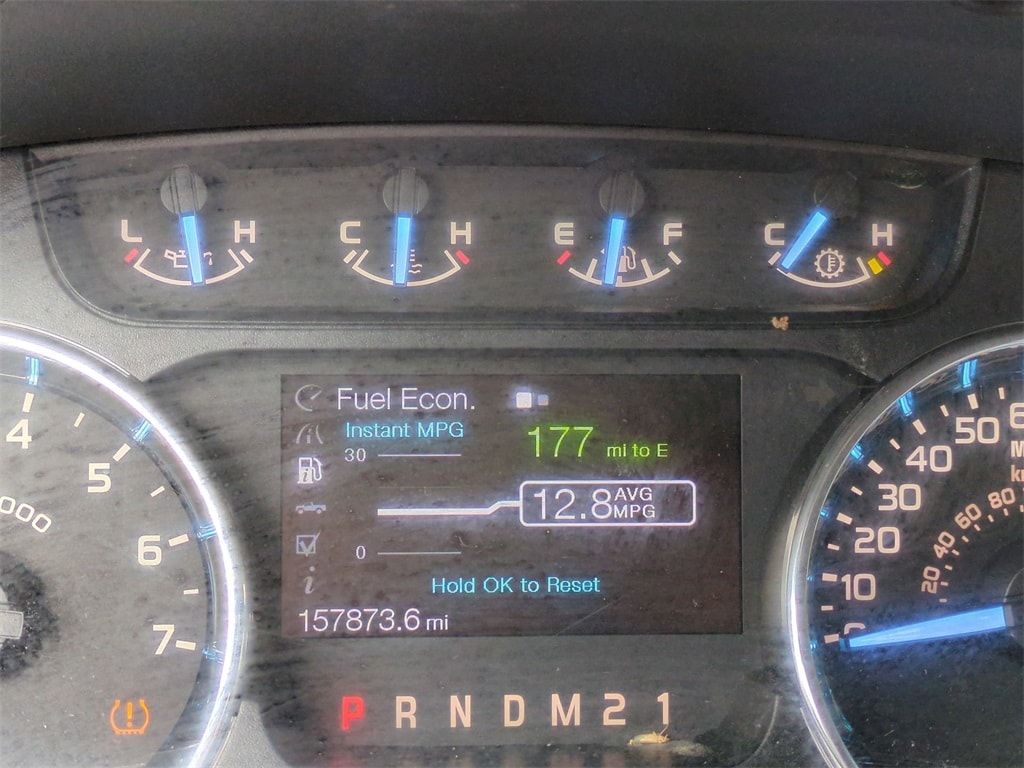 L H C H E F C H
Fuel Econ.
Instant MPG
30
177 mi to E
12.8 AVG MPG
0
Hold OK to Reset
157873.6 mi
P R N D M 2 1
4
5
6
7
10
20
30
40
50
20
40
60
80